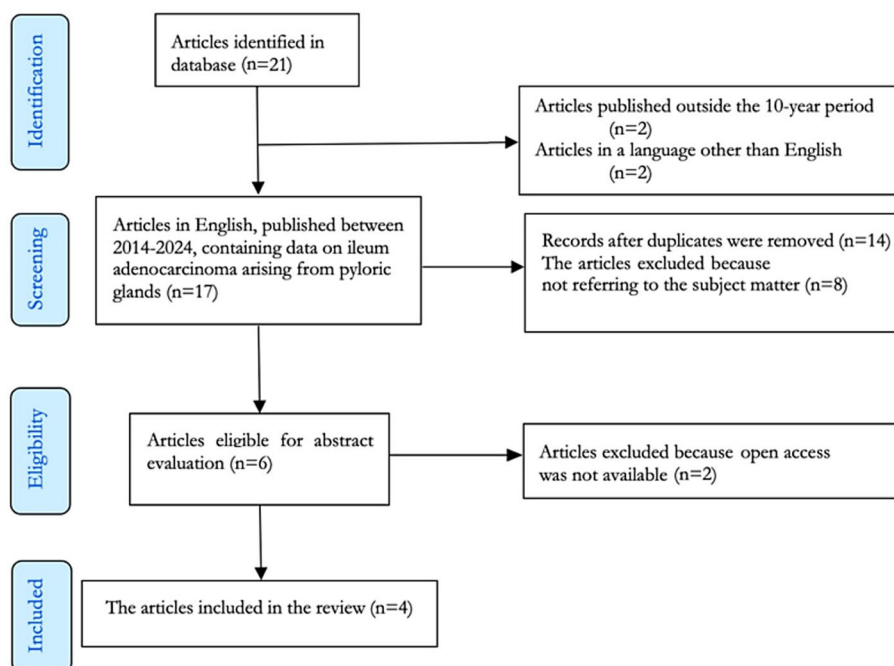 Identification
Articles identified in
database (n=21)
Articles published outside the 10-year period
(n=2)
Articles in a language other than English
(n=2)
Screening
Articles in English, published between
2014-2024, containing data on ileum
adenocarcinoma arising from pyloric
glands (n=17)
Records after duplicates were removed (n=14)
The articles excluded because
not referring to the subject matter (n=8)
Eligibility
Articles eligible for abstract
evaluation (n=6)
Articles excluded because open access
was not available (n=2)
Included
The articles included in the review (n=4)